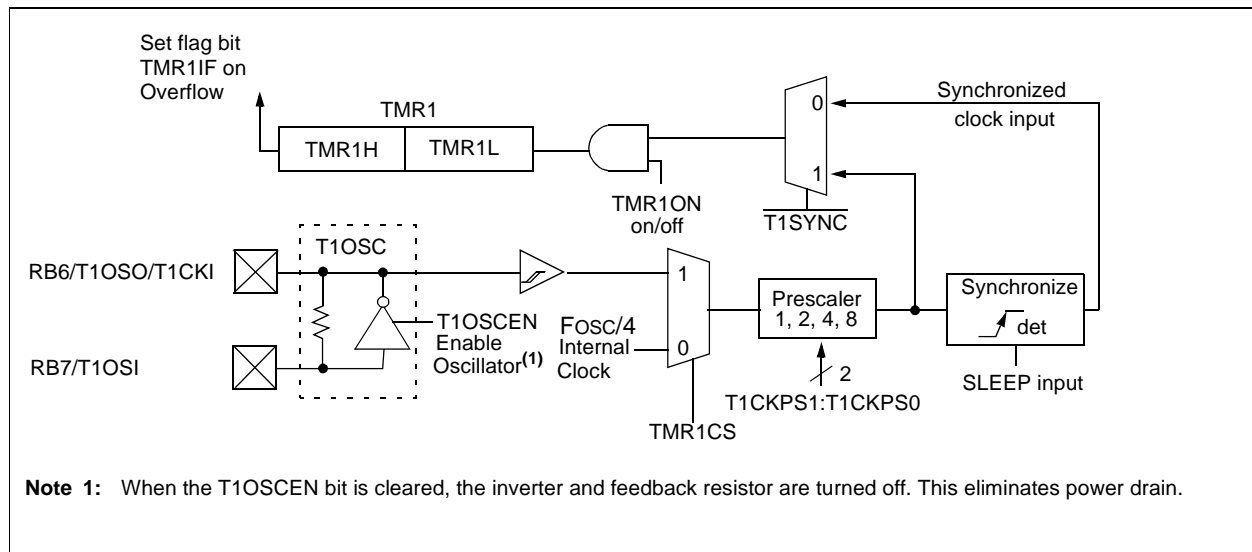 Set flag bit
TMR1IF on
Overflow
TMR1
TMR1H
TMR1L
TMR1ON
on/off
0
1
T1SYNC
Synchronized
clock input
RB6/T1OSO/T1CKI
RB7/T1OSI
T1OSC
T1OSCEN
Enable
Oscillator(1)
FOSC/4
Internal
Clock
1
0
TMR1CS
Prescaler
1, 2, 4, 8
2
T1CKPS1:T1CKPS0
Synchronize
det
SLEEP input
Note 1: When the T1OSCEN bit is cleared, the inverter and feedback resistor are turned off. This eliminates power drain.